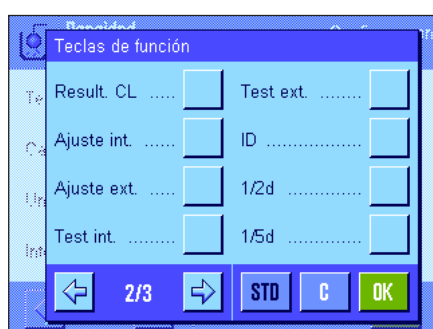 Densidad
Teclas de función
Result. CL ..... Test ext. ........
Ajuste int. ...... ID ................
Ajuste ext. ..... 1/2d ..............
Test int. ......... 1/5d ..............
2/3 STD C OK